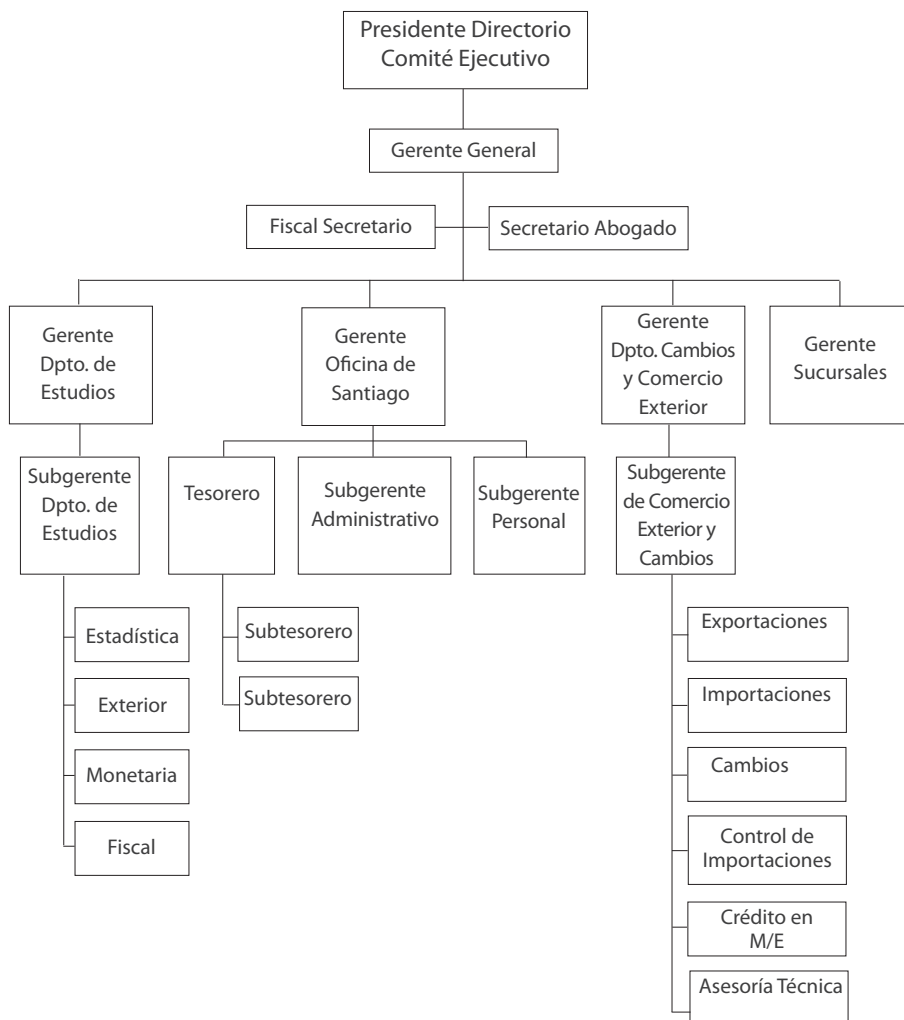 Presidente Directorio
Comité Ejecutivo
Gerente General
Fiscal Secretario
Secretario Abogado
Gerente
Dpto. de
Estudios
Gerente
Oficina de
Santiago
Gerente
Dpto. Cambios
y Comercio
Exterior
Gerente
Sucursales
Subgerente
Dpto. de
Estudios
Tesorero
Subgerente
Administrativo
Subgerente
Personal
Subgerente
de Comercio
Exterior y
Cambios
Estadística
Exterior
Monetaria
Fiscal
Subtesorero
Subtesorero
Exportaciones
Importaciones
Cambios
Control de
Importaciones
Crédito en
M/E
Asesoría Técnica